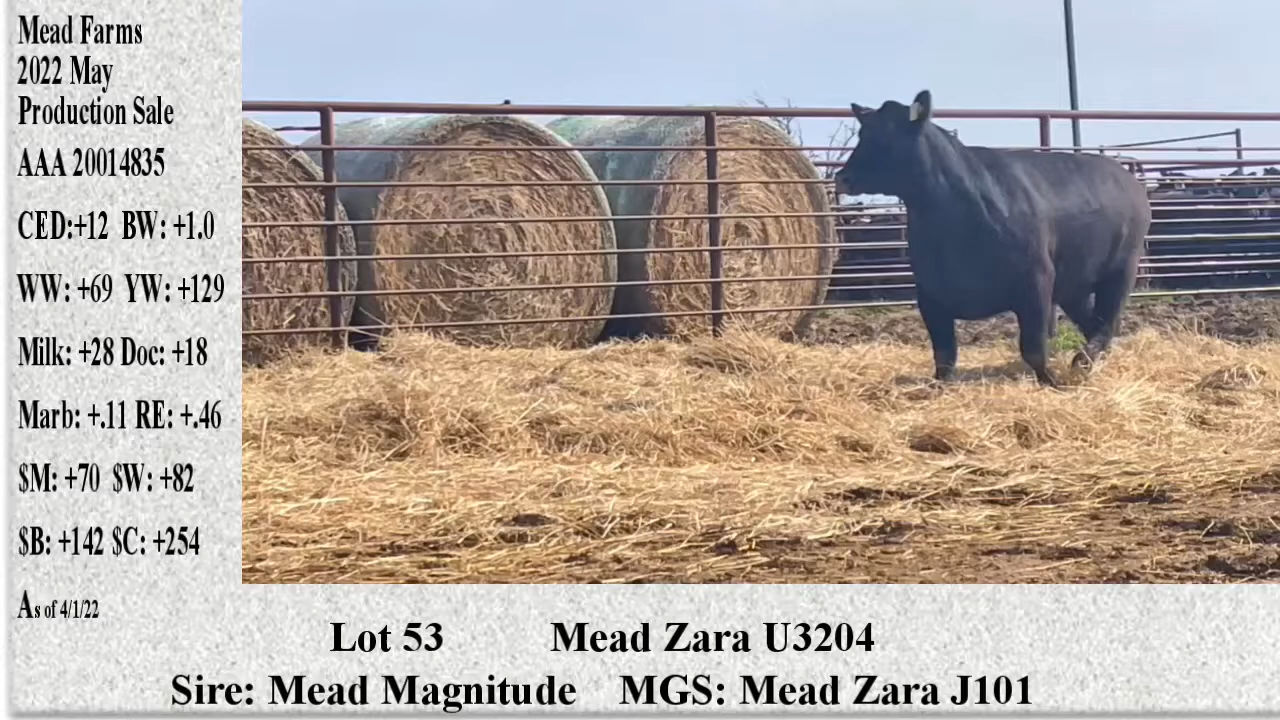 Mead Farms
2022 May
Production Sale
AAA 20014835
CED:+12 BW: +1.0
WW: +69 YW: +129
Milk: +28 Doc: +18
Marb: +.11 RE: +.46
$M: +70 $W: +82
$B: +142 $C: +254
As of 4/1/22
Lot 53 Mead Zara U3204
Sire: Mead Magnitude MGS: Mead Zara J101